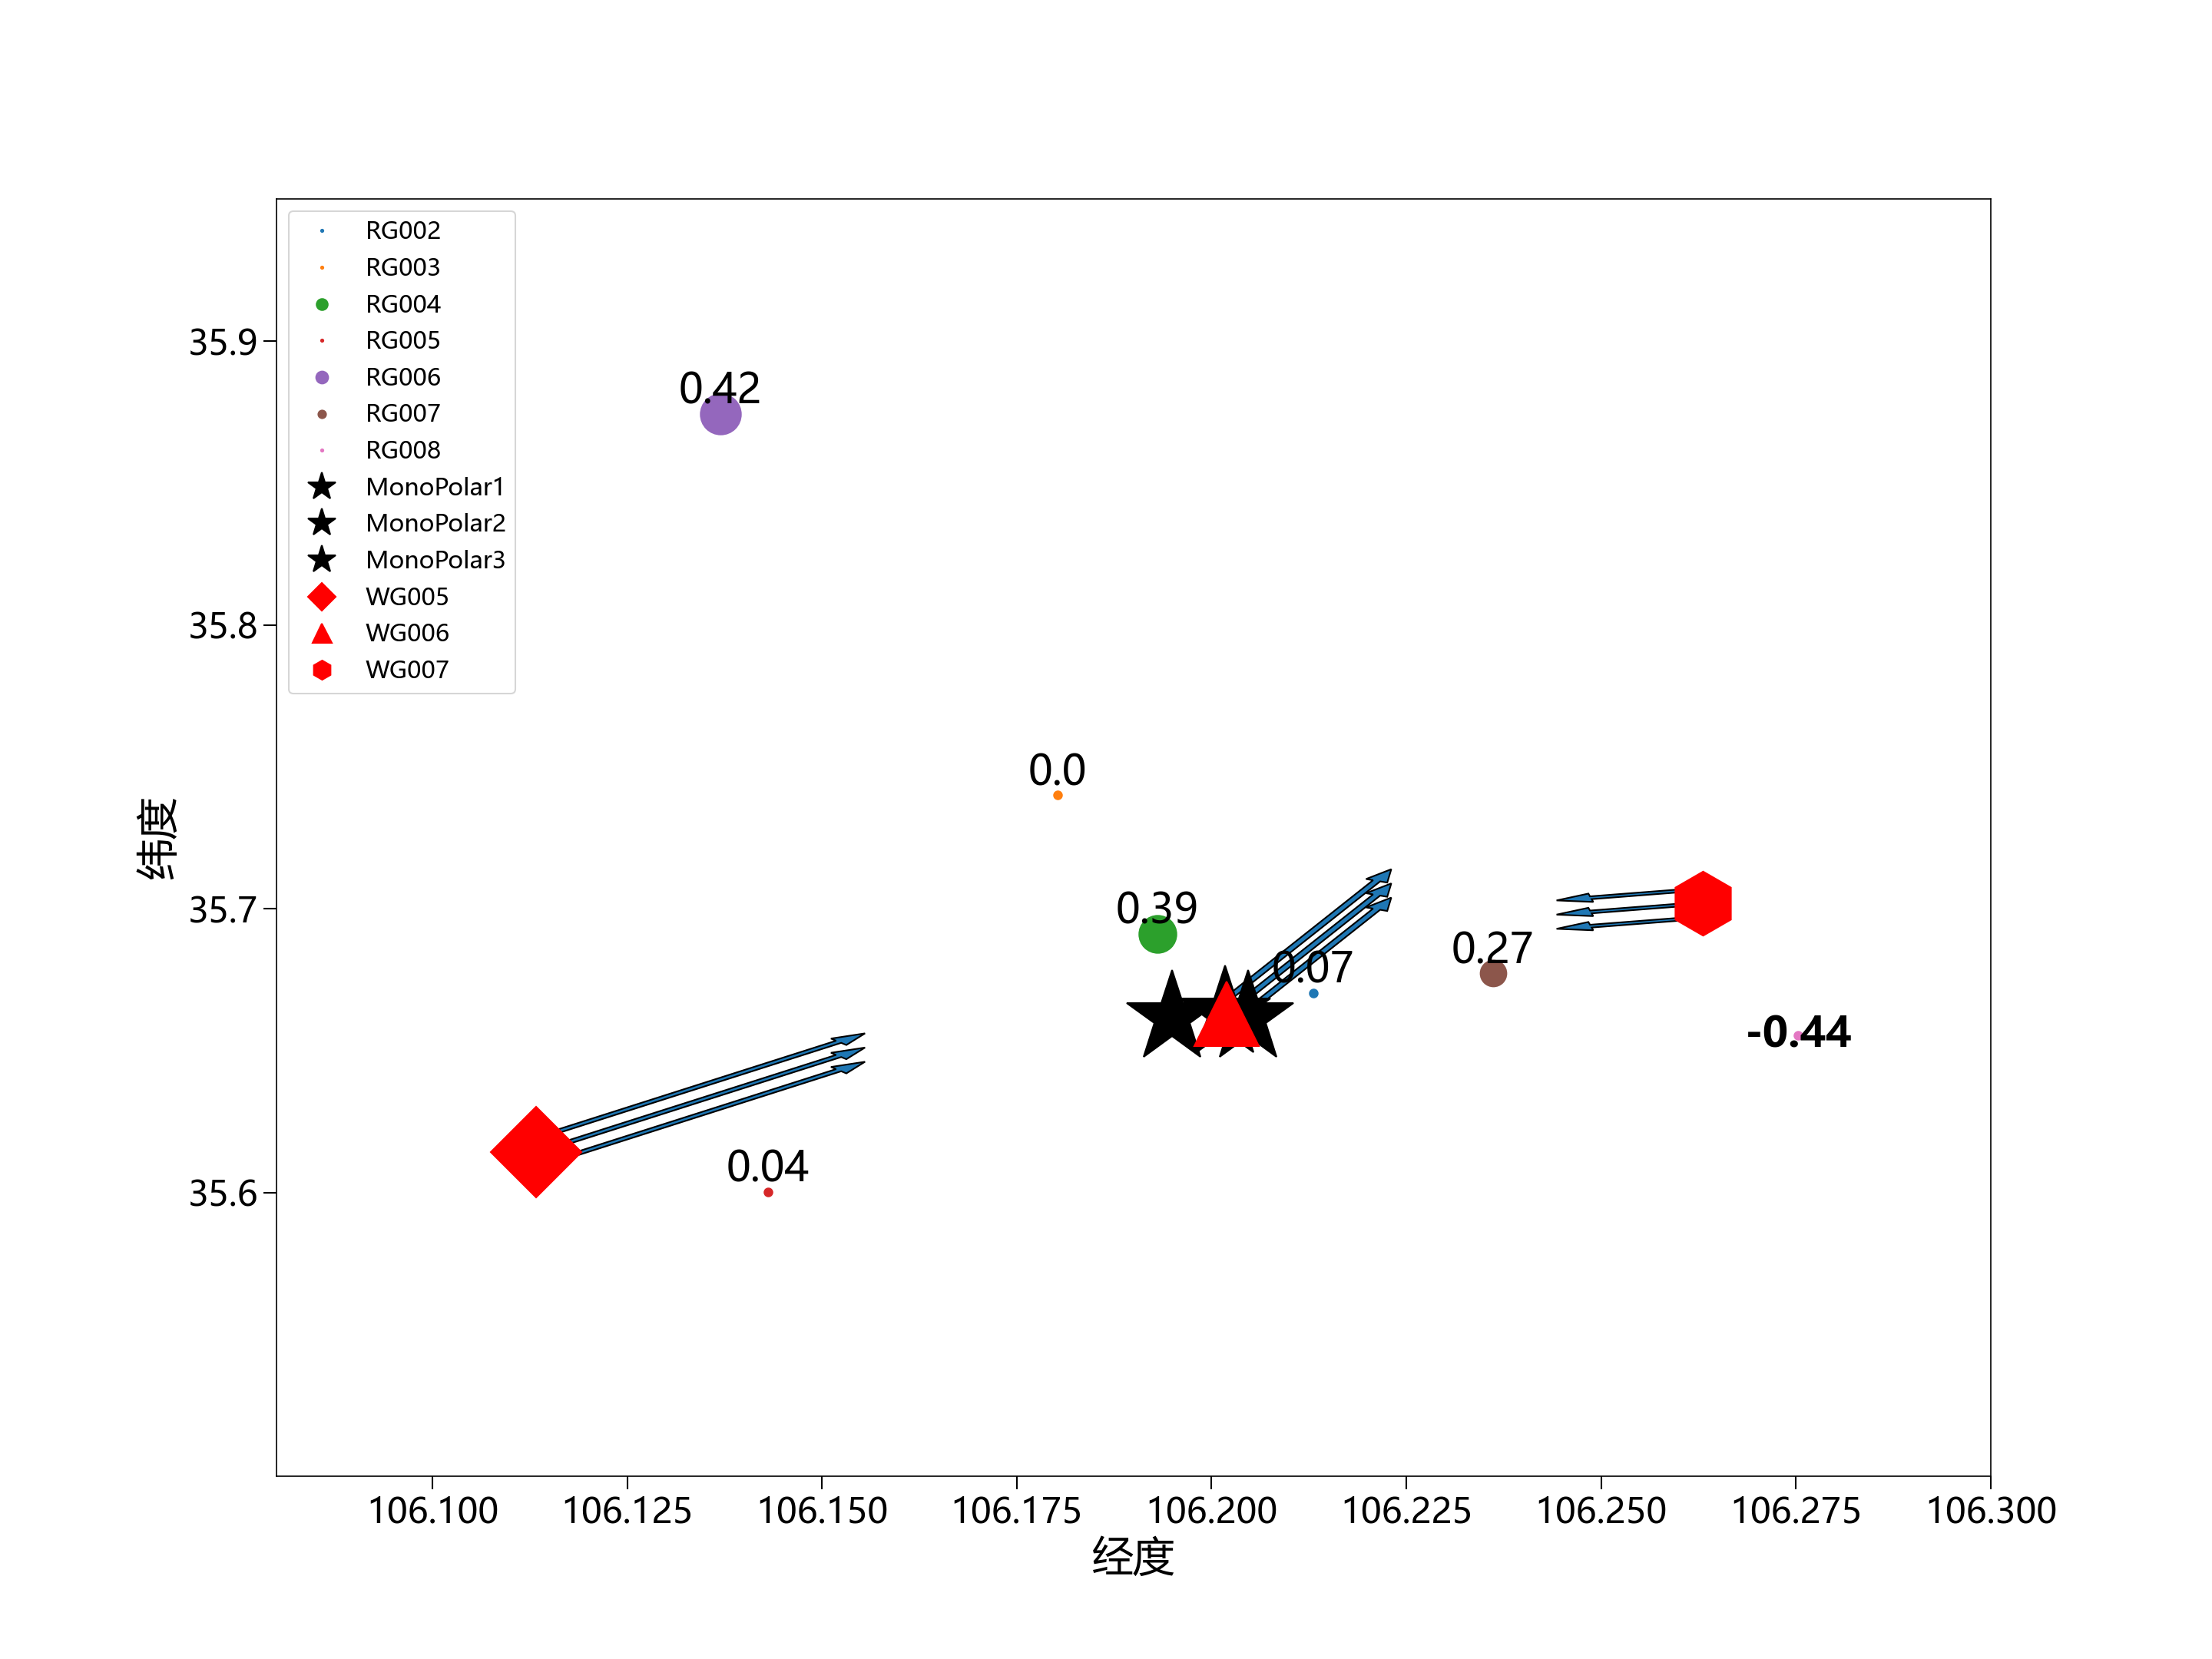 RG002
RG003
RG004
RG005
RG006
RG007
RG008
MonoPolar1
MonoPolar2
MonoPolar3
WG005
WG006
WG007
0.42
0.0
0.39
0.07
0.27
-0.44
0.04
35.9
35.8
35.7
35.6
纬度
106.100
106.125
106.150
106.175
106.200
106.225
106.250
106.275
106.300
经度